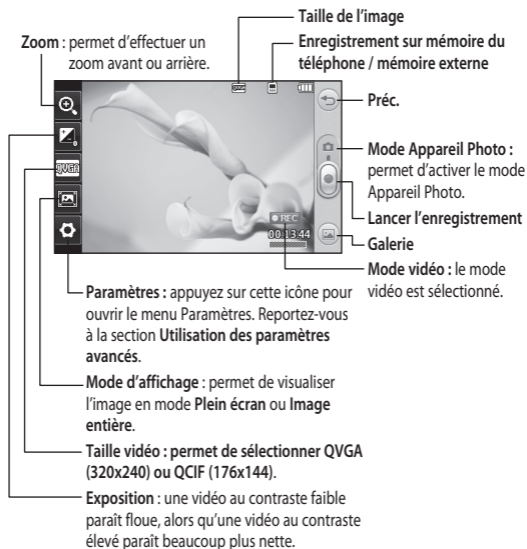 Taille de l'image
Enregistrement sur mémoire du
téléphone / mémoire externe
Zoom : permet d'effectuer un
zoom avant ou arrière.
Préc.
Mode Appareil Photo :
permet d'activer le mode
Appareil Photo.
Lancer l'enregistrement
Galerie
Mode vidéo : le mode
vidéo est sélectionné.
QVGA
REC
00:13:44
Paramètres : appuyez sur cette icône pour
ouvrir le menu Paramètres. Reportez-vous
à la section Utilisation des paramètres
avancés.
Mode d'affichage : permet de visualiser
l'image en mode Plein écran ou Image
entière.
Taille vidéo : permet de sélectionner QVGA
(320x240) ou QCIF (176x144).
Exposition : une vidéo au contraste faible
paraît floue, alors qu'une vidéo au contraste
élevé paraît beaucoup plus nette.